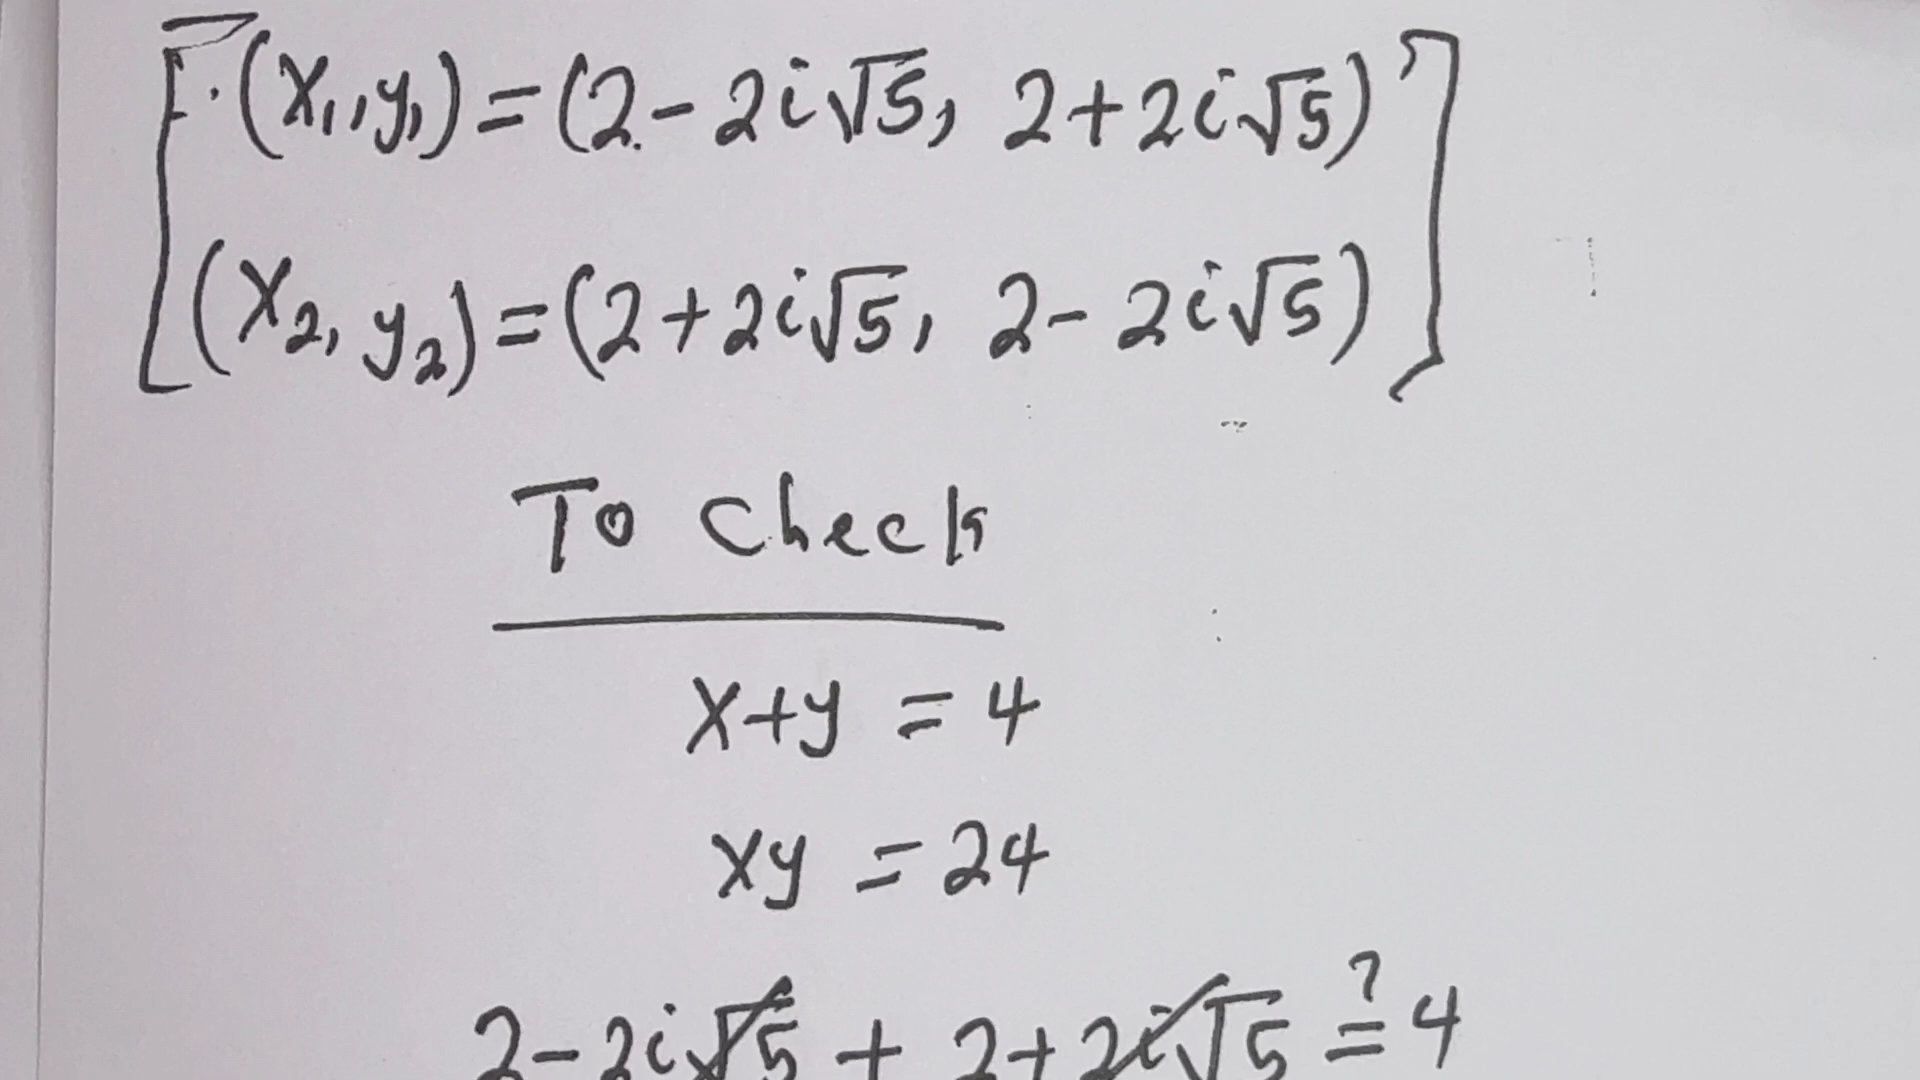 ∴ (x₁, y₁) = (2 - 2i√5, 2 + 2i√5)
(x₂, y₂) = (2 + 2i√5, 2 - 2i√5)
To Check
x+y = 4
xy = 24
2 - 2i√5 + 2 + 2i√5 ≟ 4